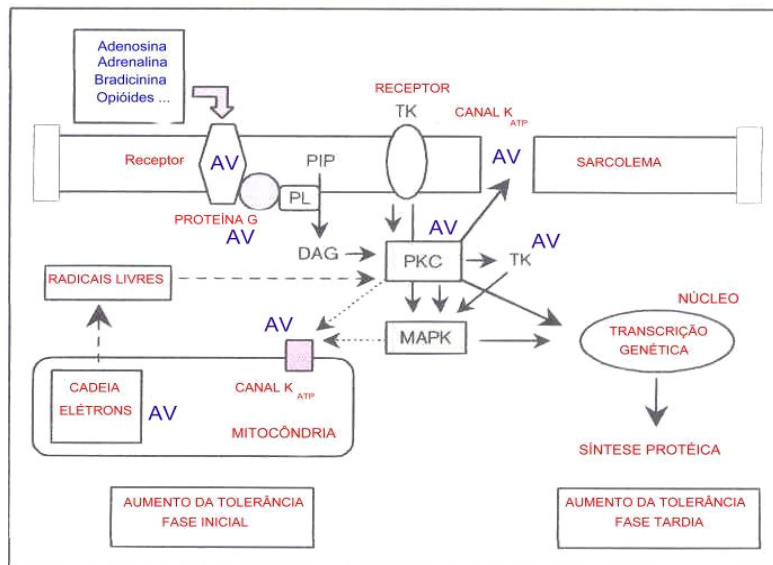 Adenosina
Adrenalina
Bradicinina
Opióides ...
RECEPTOR
TK
CANAL K ATP
Receptor
AV
PIP
AV
SARCOLEMA
PL
PROTEÍNA G
AV
AV
AV
DAG
PKC
TK
RADICAIS LIVRES
NÚCLEO
AV
MAPK
TRANSCRIÇÃO
GENÉTICA
CADEIA
ELÉTRONS
AV
CANAL K ATP
MITOCÔNDRIA
SÍNTESE PROTÉICA
AUMENTO DA TOLERÂNCIA
FASE INICIAL
AUMENTO DA TOLERÂNCIA
FASE TARDIA